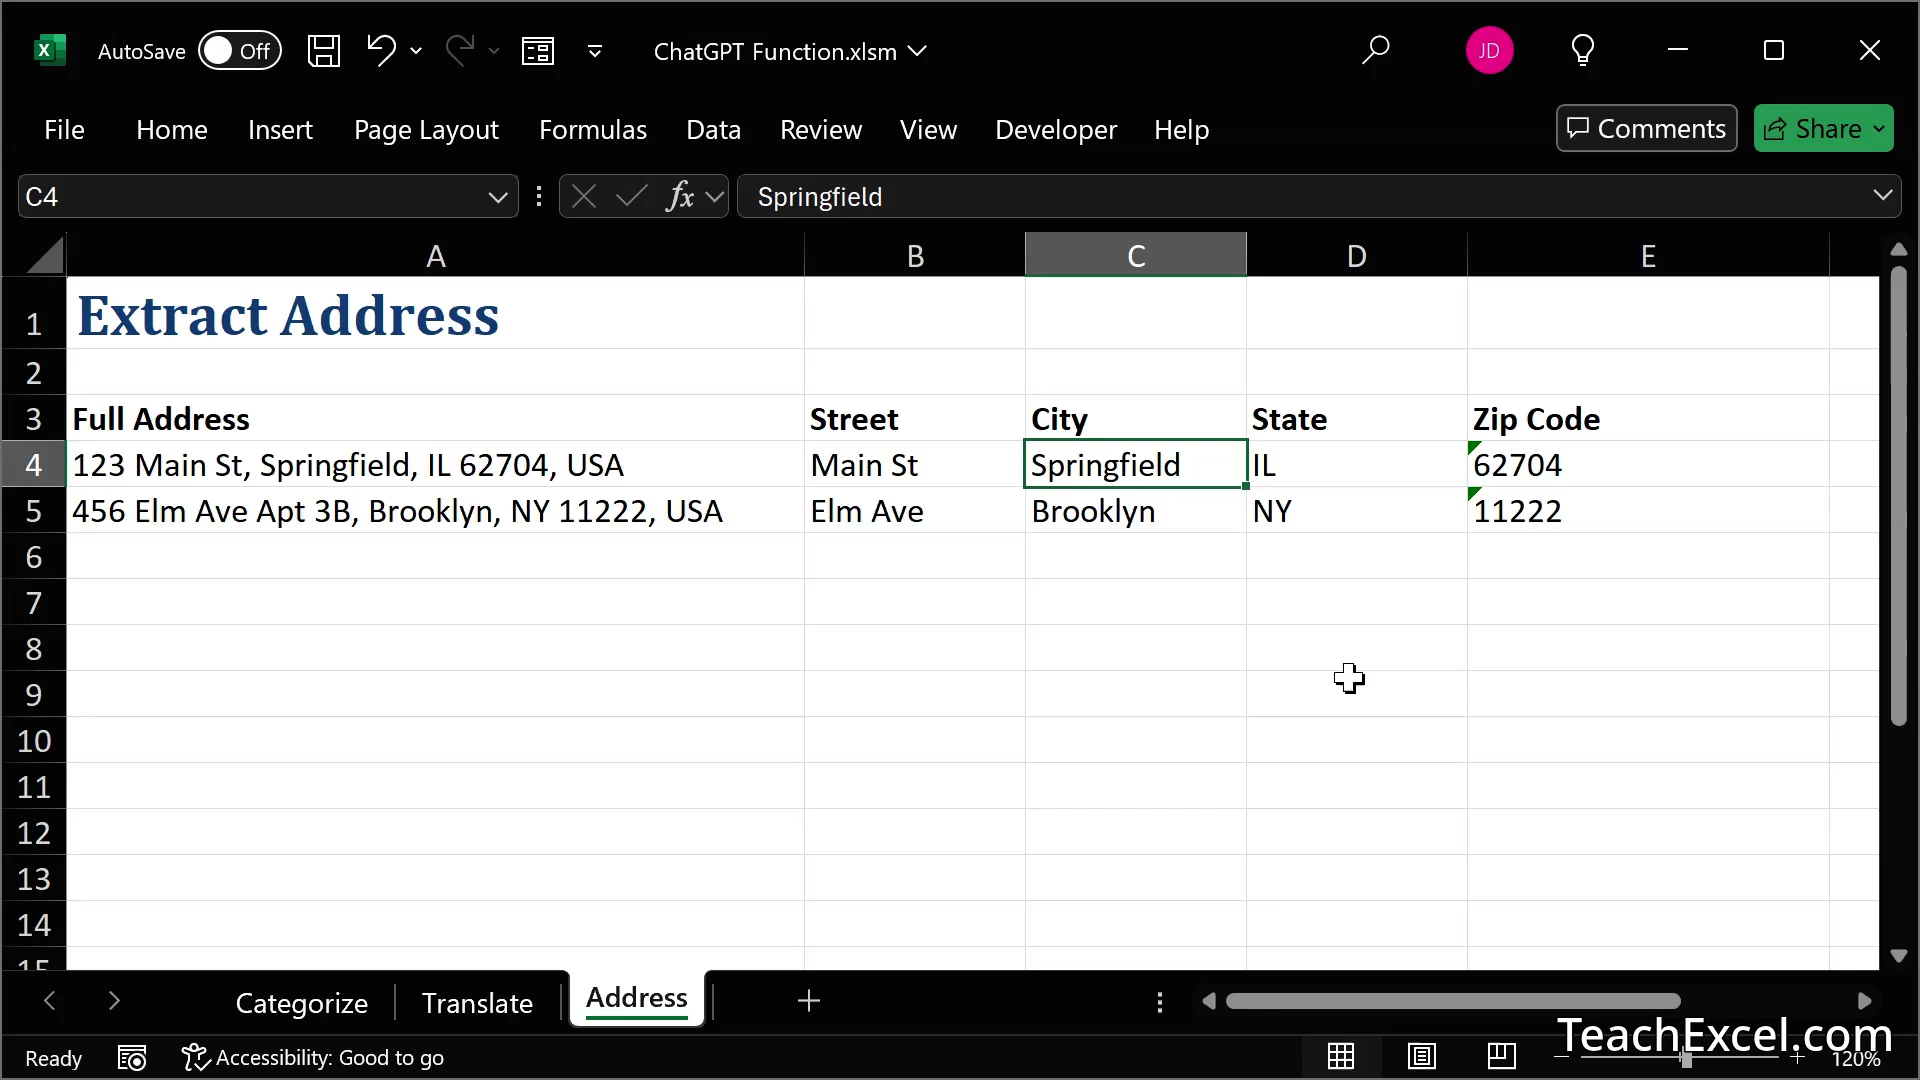 X AutoSave Off ChatGPT Function.xlsm JD
File Home Insert Page Layout Formulas Data Review View Developer Help Comments Share
C4 fx Springfield
A B C D E
1 Extract Address
2
3 Full Address Street City State Zip Code
4 123 Main St, Springfield, IL 62704, USA Main St Springfield IL 62704
5 456 Elm Ave Apt 3B, Brooklyn, NY 11222, USA Elm Ave Brooklyn NY 11222
6
7
8
9
10
11
12
13
14
15
Categorize Translate Address
TeachExcel.com
Ready Accessibility: Good to go 120%